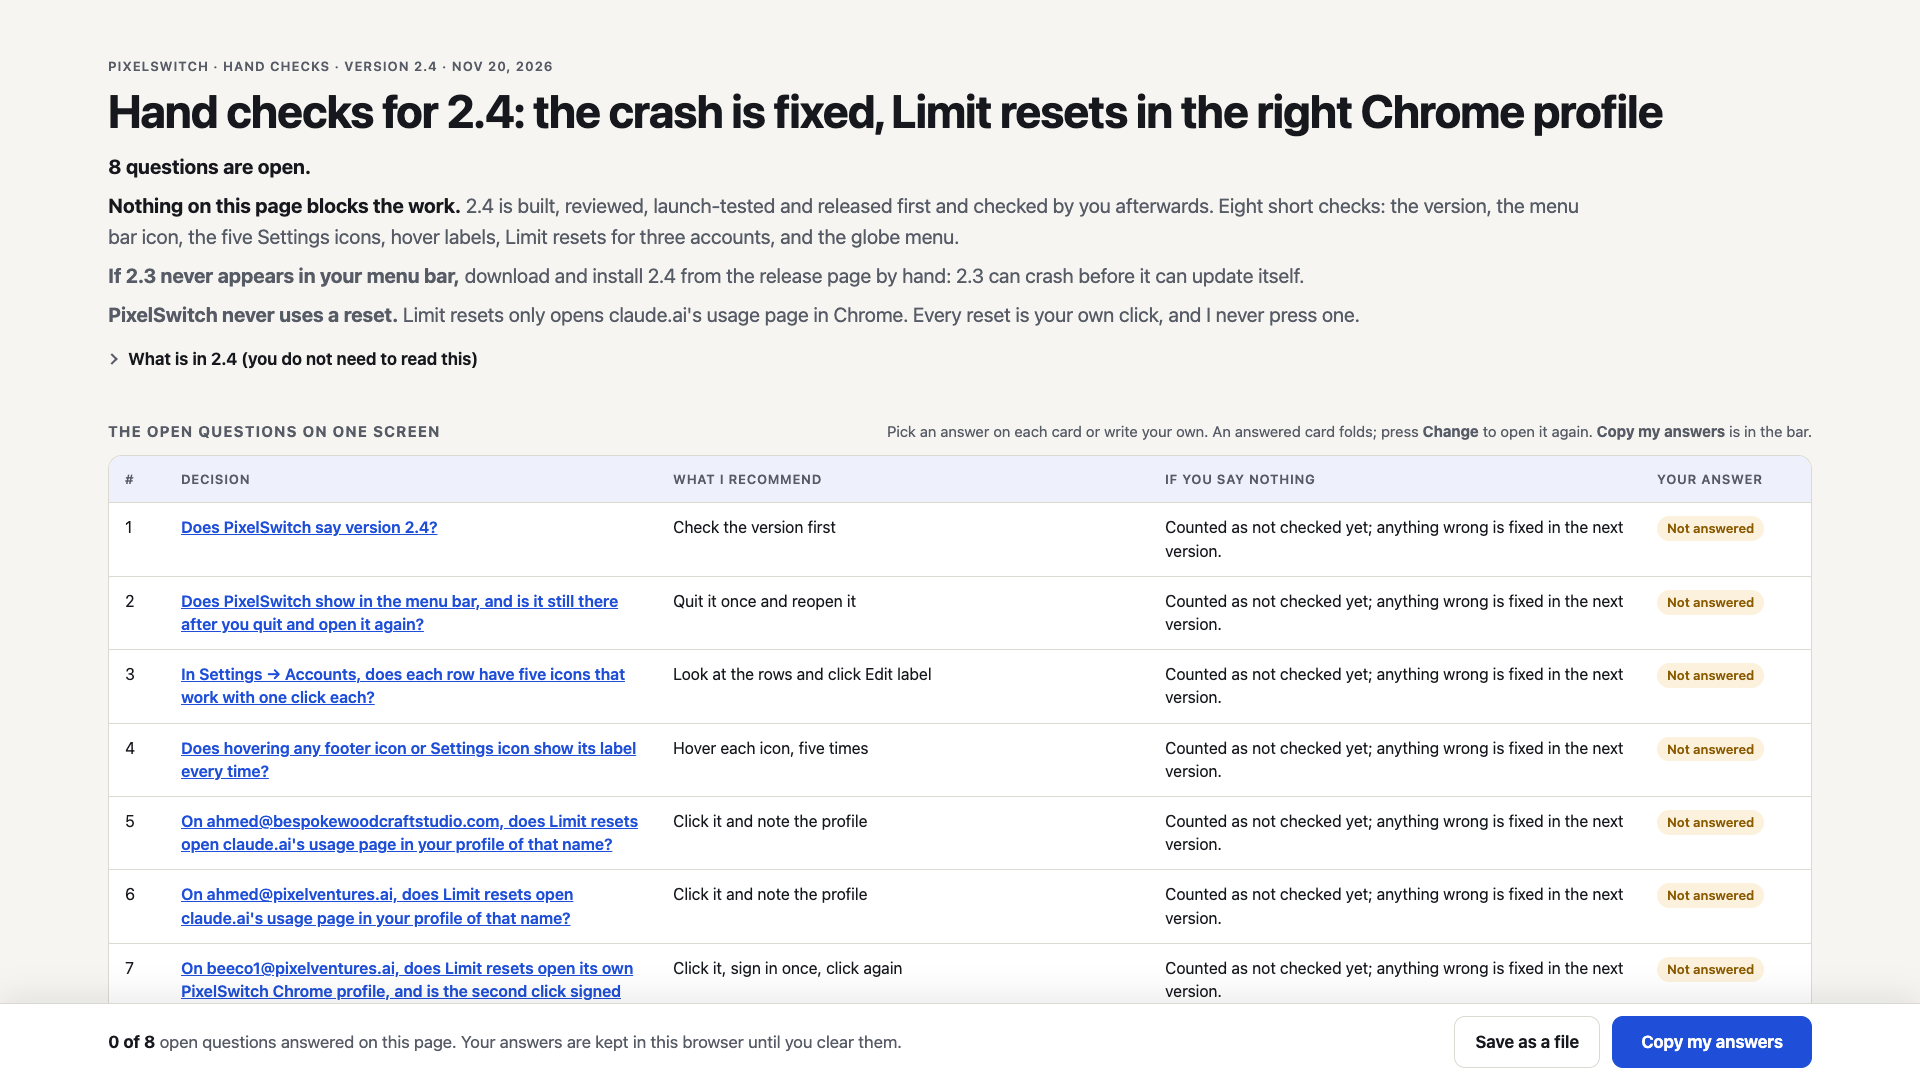 PIXELSWITCH · HAND CHECKS · VERSION 2.4 · NOV 20, 2026
Hand checks for 2.4: the crash is fixed, Limit resets in the right Chrome profile
8 questions are open.
Nothing on this page blocks the work. 2.4 is built, reviewed, launch-tested and released first and checked by you afterwards. Eight short checks: the version, the menu
bar icon, the five Settings icons, hover labels, Limit resets for three accounts, and the globe menu.
If 2.3 never appears in your menu bar, download and install 2.4 from the release page by hand: 2.3 can crash before it can update itself.
PixelSwitch never uses a reset. Limit resets only opens claude.ai's usage page in Chrome. Every reset is your own click, and I never press one.
What is in 2.4 (you do not need to read this)
THE OPEN QUESTIONS ON ONE SCREEN
Pick an answer on each card or write your own. An answered card folds; press Change to open it again. Copy my answers is in the bar.
# DECISION WHAT I RECOMMEND IF YOU SAY NOTHING YOUR ANSWER
1 Does PixelSwitch say version 2.4? Check the version first Counted as not checked yet; anything wrong is fixed in the next Not answered
version.
2 Does PixelSwitch show in the menu bar, and is it still there Quit it once and reopen it Counted as not checked yet; anything wrong is fixed in the next Not answered
after you quit and open it again? version.
3 In Settings → Accounts, does each row have five icons that Look at the rows and click Edit label Counted as not checked yet; anything wrong is fixed in the next Not answered
work with one click each? version.
4 Does hovering any footer icon or Settings icon show its label Hover each icon, five times Counted as not checked yet; anything wrong is fixed in the next Not answered
every time? version.
5 On ahmed@bespokewoodcraftstudio.com, does Limit resets Click it and note the profile Counted as not checked yet; anything wrong is fixed in the next Not answered
open claude.ai's usage page in your profile of that name? version.
6 On ahmed@pixelventures.ai, does Limit resets open Click it and note the profile Counted as not checked yet; anything wrong is fixed in the next Not answered
claude.ai's usage page in your profile of that name? version.
7 On beeco1@pixelventures.ai, does Limit resets open its own Click it, sign in once, click again Counted as not checked yet; anything wrong is fixed in the next Not answered
PixelSwitch Chrome profile, and is the second click signed version.
0 of 8 open questions answered on this page. Your answers are kept in this browser until you clear them.
Save as a file
Copy my answers